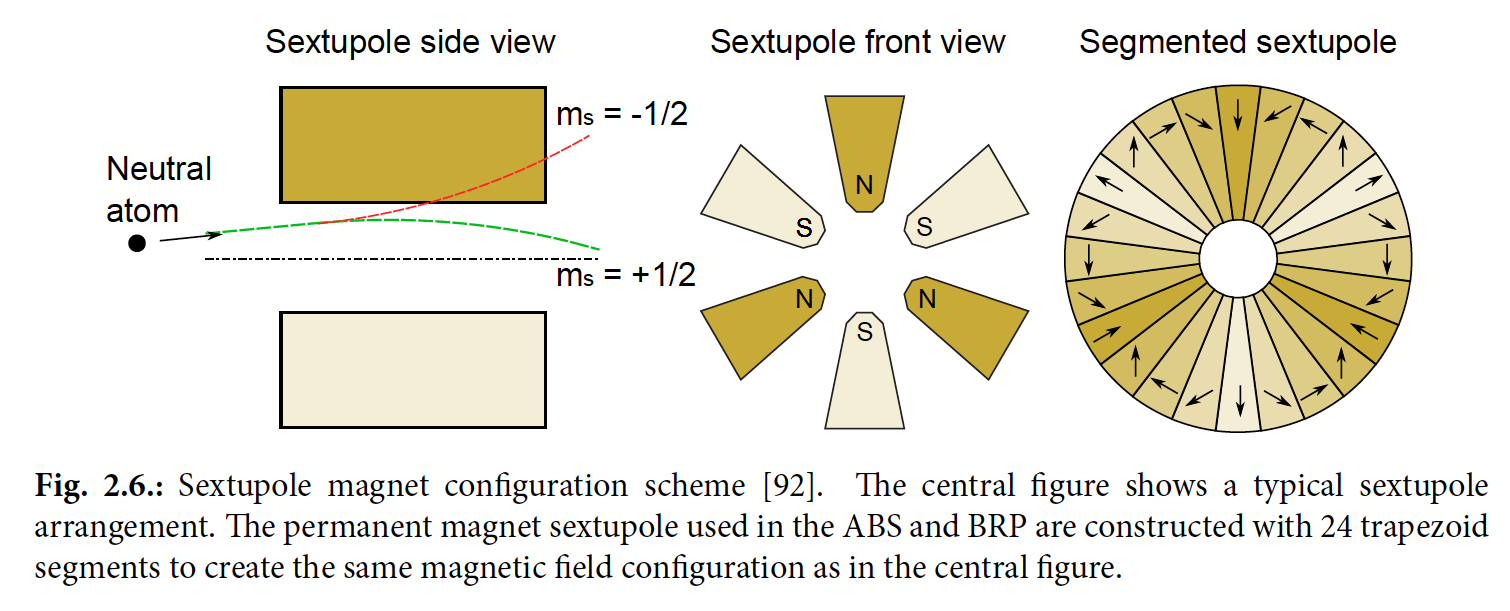 Sextupole side view
Sextupole front view
Segmented sextupole
Neutral
atom
ms = -1/2
ms = +1/2
N
S
S
N
N
S
Fig. 2.6.: Sextupole magnet configuration scheme [92]. The central figure shows a typical sextupole
arrangement. The permanent magnet sextupole used in the ABS and BRP are constructed with 24 trapezoid
segments to create the same magnetic field configuration as in the central figure.